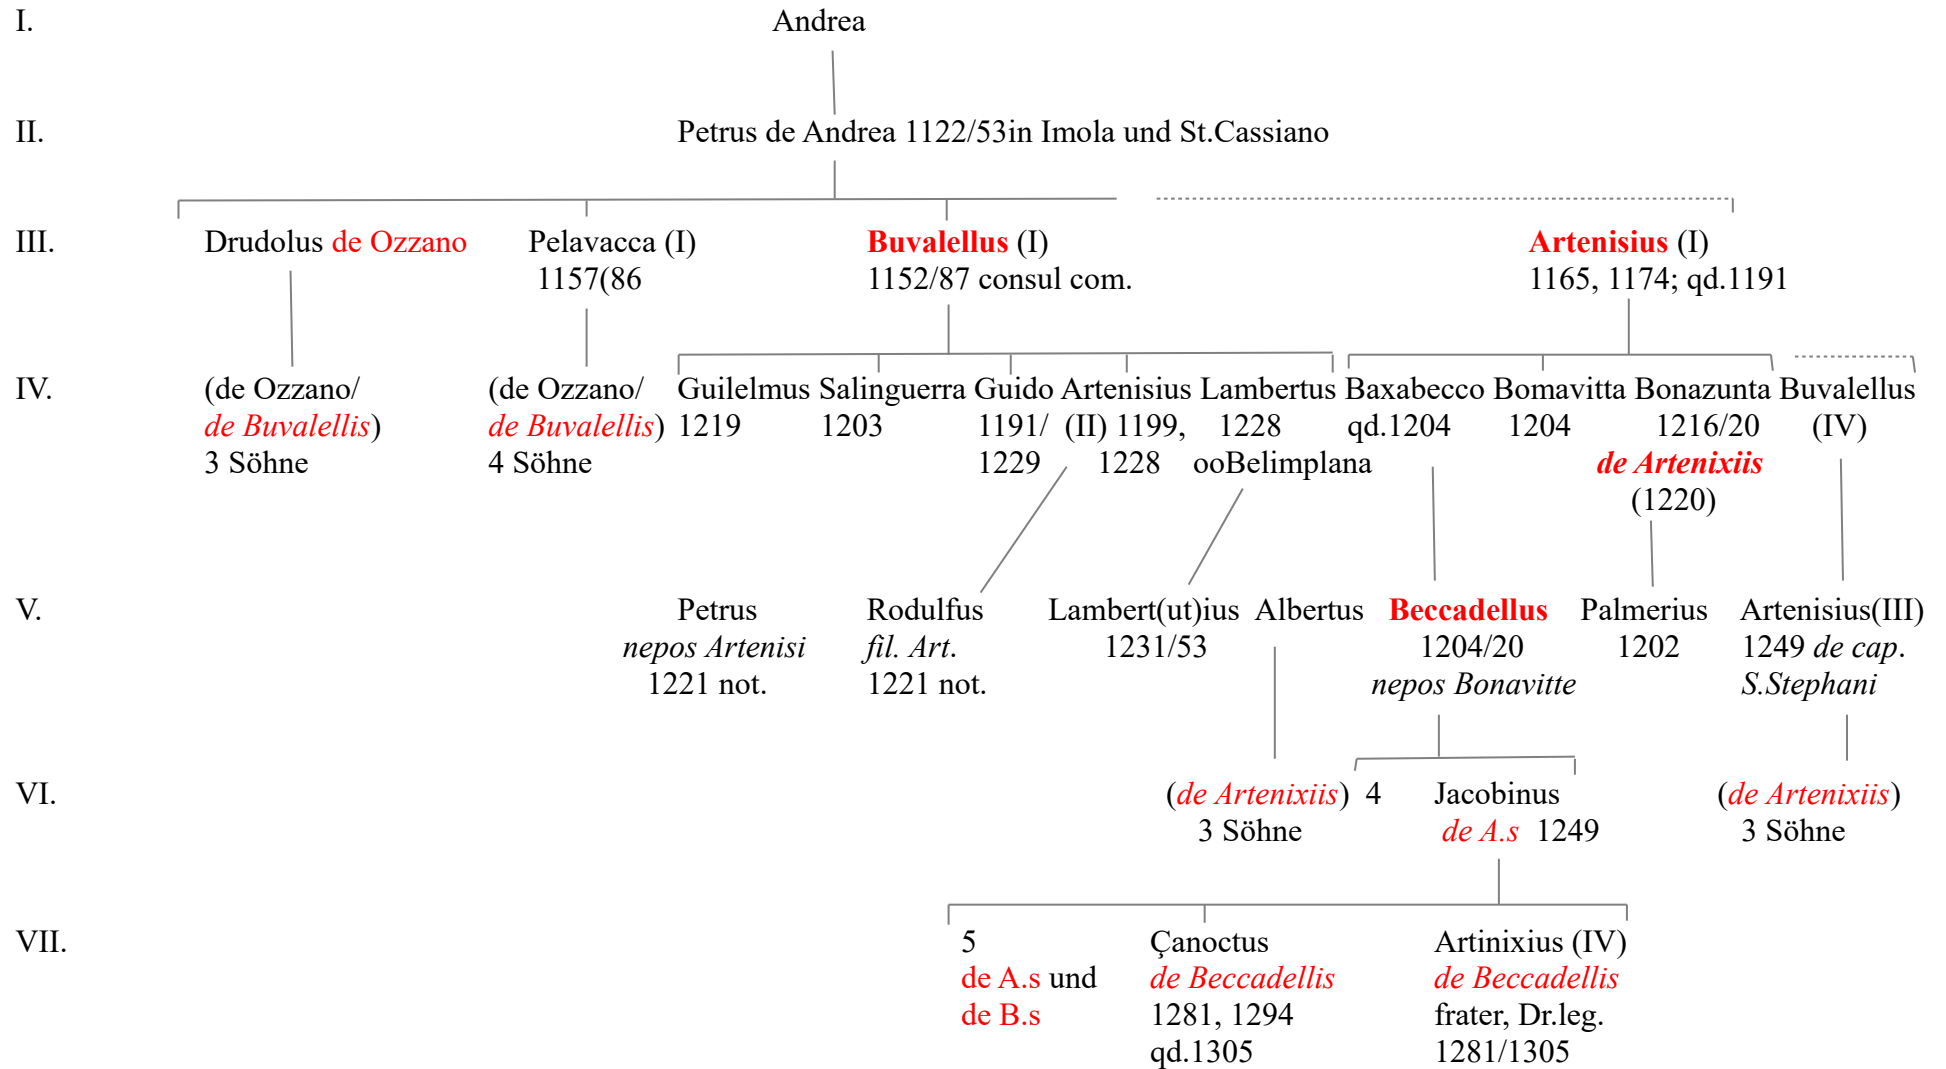 I. Andrea
II. Petrus de Andrea 1122/53in Imola und St.Cassiano
III. Drudolus de Ozzano Pelavacca (I) Buvalellus (I) Artenisius (I)
1157(86 1152/87 consul com. 1165, 1174; qd.1191
IV. (de Ozzano/ (de Ozzano/ Guilelmus Salinguerra Guido Artenisius Lambertus Baxabecco Bomavitta Bonazunta Buvalellus
de Buvalellis) de Buvalellis) 1219 1203 1191/ (II) 1199, 1228 qd.1204 1204 1216/20 (IV)
3 Söhne 4 Söhne 1229 1228 ooBelimplana de Artenixiis
(1220)
V. Petrus Rodulfus Lambert(ut)ius Albertus Beccadellus Palmerius Artenisius(III)
nepos Artenisi fil. Art. 1231/53 1204/20 1202 1249 de cap.
1221 not. 1221 not. nepos Bonavitte S.Stephani
VI. (de Artenixiis) 4 Jacobinus (de Artenixiis)
3 Söhne de A.s 1249 3 Söhne
VII. 5 Çanoctus Artinixius (IV)
de A.s und de Beccadellis de Beccadellis
de B.s 1281, 1294 frater, Dr.leg.
qd.1305 1281/1305